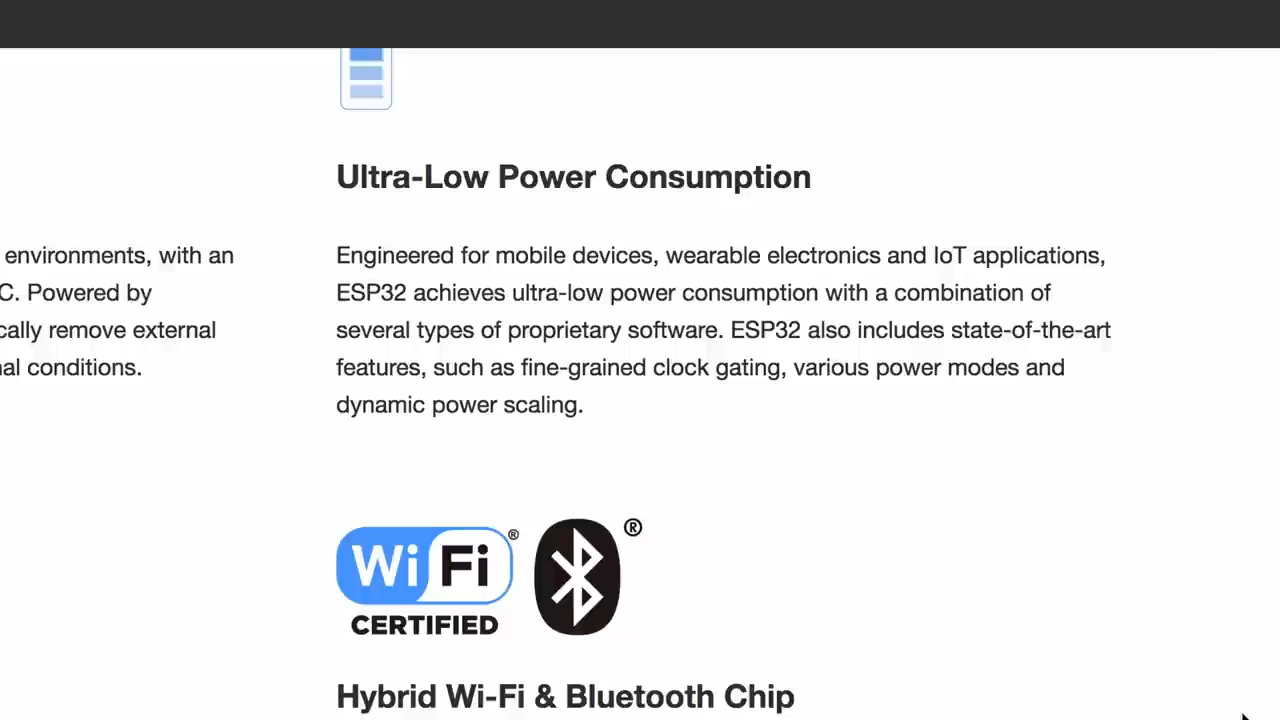 Ultra-Low Power Consumption
environments, with an
C. Powered by
cally remove external
al conditions.
Engineered for mobile devices, wearable electronics and IoT applications,
ESP32 achieves ultra-low power consumption with a combination of
several types of proprietary software. ESP32 also includes state-of-the-art
features, such as fine-grained clock gating, various power modes and
dynamic power scaling.
Wi Fi ®
CERTIFIED
®
Hybrid Wi-Fi & Bluetooth Chip